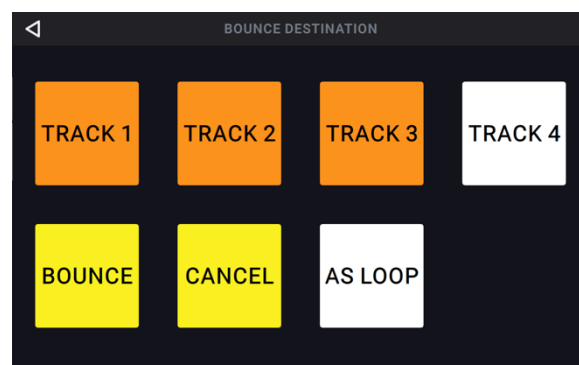 BOUNCE DESTINATION
TRACK 1
TRACK 2
TRACK 3
TRACK 4
BOUNCE
CANCEL
AS LOOP